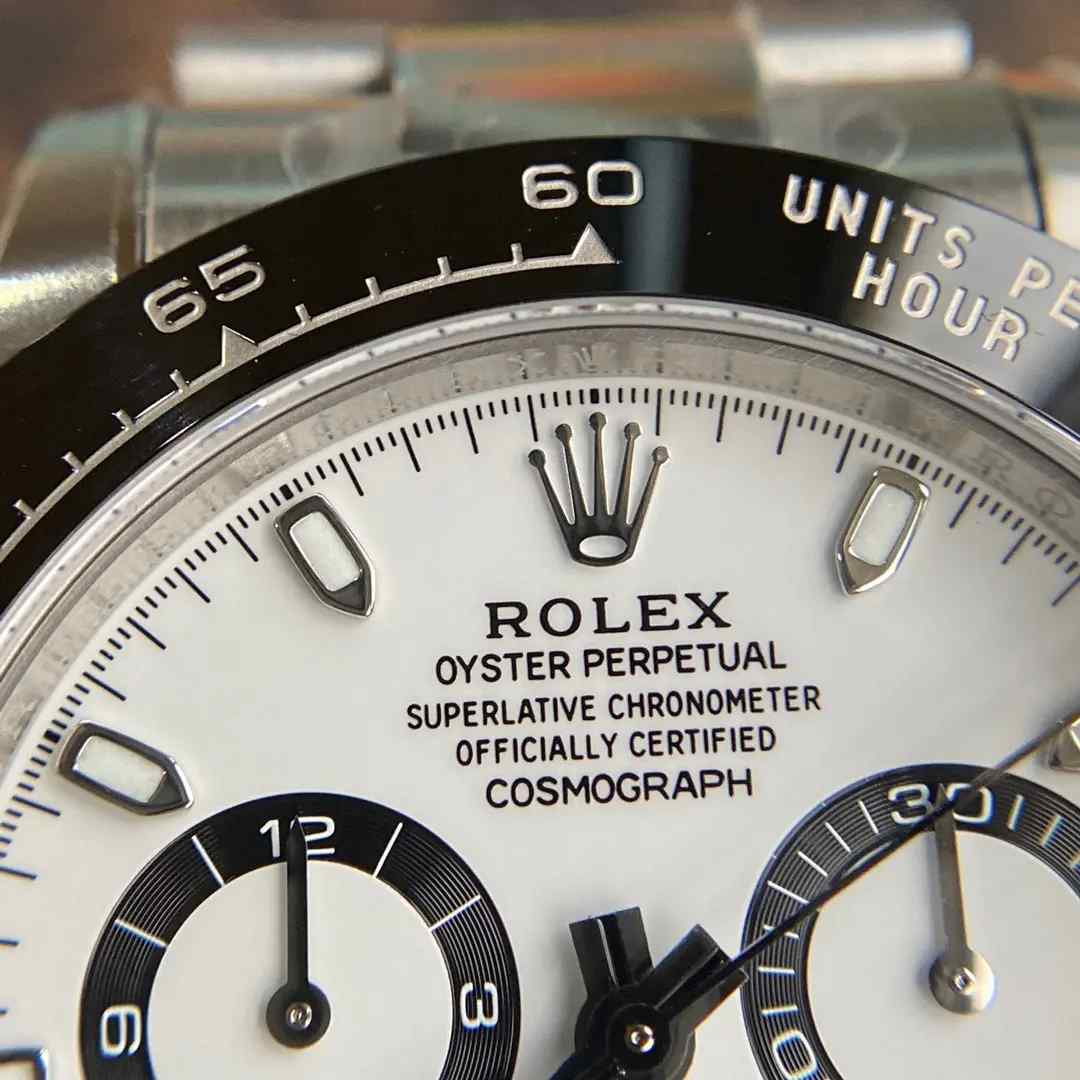 60
65
UNITS PE
HOUR
ROLEX
OYSTER PERPETUAL
SUPERLATIVE CHRONOMETER
OFFICIALLY CERTIFIED
COSMOGRAPH
12
3
9
30
10